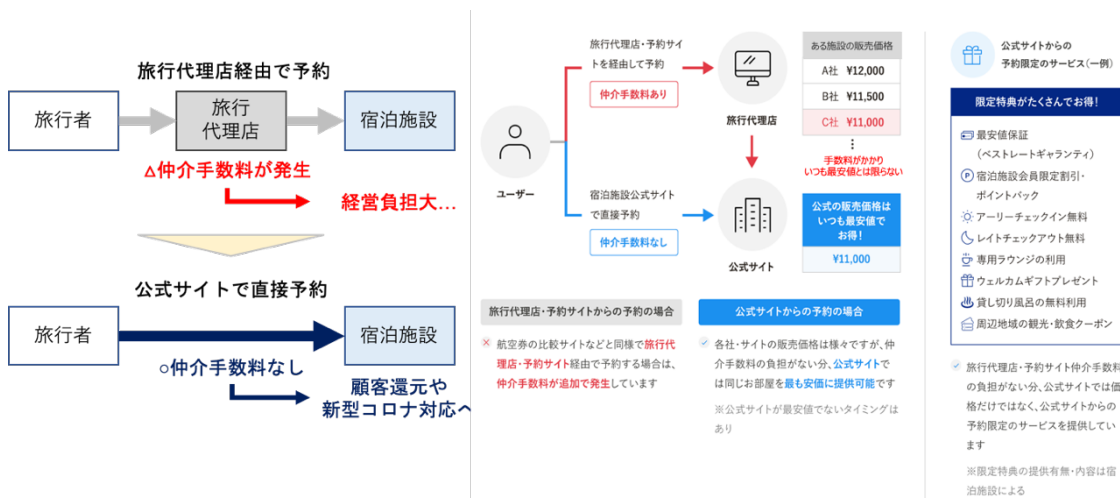 旅行代理店経由で予約
旅行者
旅行
代理店
宿泊施設
△仲介手数料が発生
経営負担大…
公式サイトで直接予約
旅行者
宿泊施設
○仲介手数料なし
顧客還元や
新型コロナ対応へ
ユーザー
旅行代理店・予約サイ
トを経由して予約
仲介手数料あり
旅行代理店
ある施設の販売価格
A社 ¥12,000
B社 ¥11,500
C社 ¥11,000
手数料がかかり
いつも最安値とは限らない
宿泊施設公式サイト
で直接予約
仲介手数料なし
公式サイト
公式の販売価格は
いつも最安値で
お得!
¥11,000
旅行代理店・予約サイトからの予約の場合
航空券の比較サイトなどと同様で旅行代
理店・予約サイト経由で予約する場合は、
仲介手数料が追加で発生しています
公式サイトからの予約の場合
各社・サイトの販売価格は様々ですが、仲
介手数料の負担がない分、公式サイトで
は同じお部屋を最も安価に提供可能です
※公式サイトが最安値でないタイミングは
あり
公式サイトからの
予約限定のサービス(一例)
限定特典がたくさんでお得!
最安値保証
(ベストレートギャランティ)
宿泊施設会員限定割引・
ポイントバック
アーリーチェックイン無料
レイトチェックアウト無料
専用ラウンジの利用
ウェルカムギフトプレゼント
貸し切り風呂の無料利用
周辺地域の観光・飲食クーポン
旅行代理店・予約サイト仲介手数料
の負担がない分、公式サイトでは価
格だけではなく、公式サイトからの
予約限定のサービスを提供してい
ます
※限定特典の提供有無・内容は宿
泊施設による